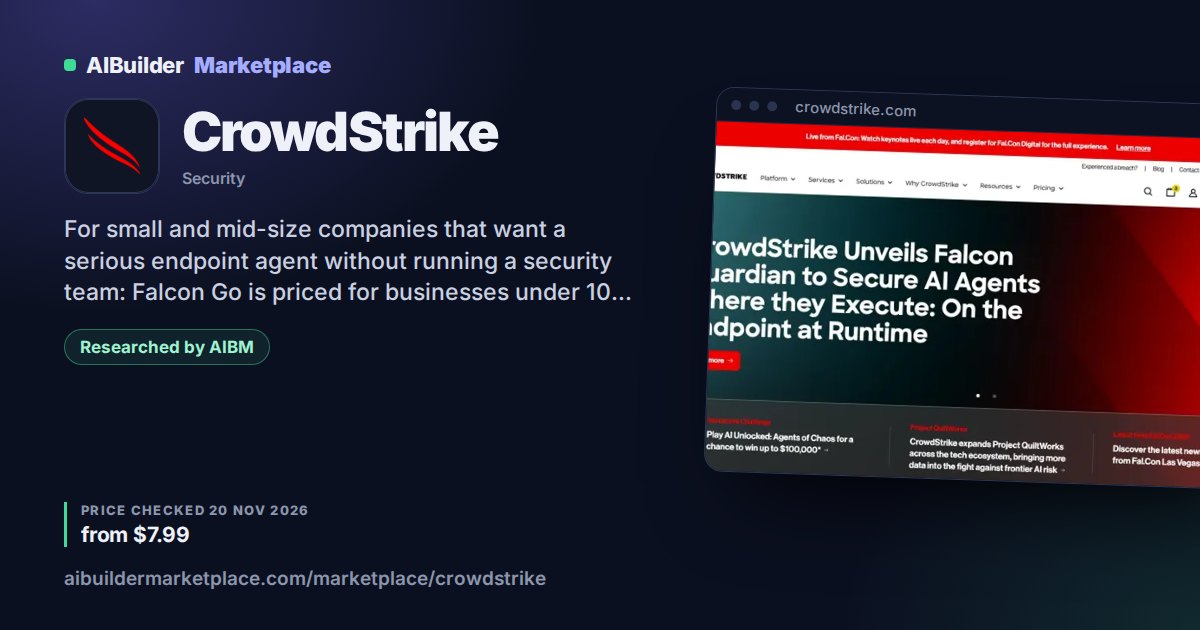 AIBuilder Marketplace
CrowdStrike
Security
For small and mid-size companies that want a
serious endpoint agent without running a security
team: Falcon Go is priced for businesses under 10...
Researched by AIBM
PRICE CHECKED 20 NOV 2026
from $7.99
aibuildermarketplace.com/marketplace/crowdstrike
crowdstrike.com
Live from Fal.Con: Watch keynotes live each day, and register for Fal.Con Digital for the full experience. Learn more
Experienced a breach? | Blog | Contact
WDSTRIKE Platform Services Solutions Why CrowdStrike Resources Pricing
rowdStrike Unveils Falcon
uardian to Secure AI Agents
here they Execute: On the
ndpoint at Runtime
more →
Play AI Unlocked: Agents of Chaos for a
chance to win up to $100,000* →
Project QuiltWorks
CrowdStrike expands Project QuiltWorks
across the tech ecosystem, bringing more
data into the fight against frontier AI risk →
Discover the latest new
from Fal.Con Las Vegas